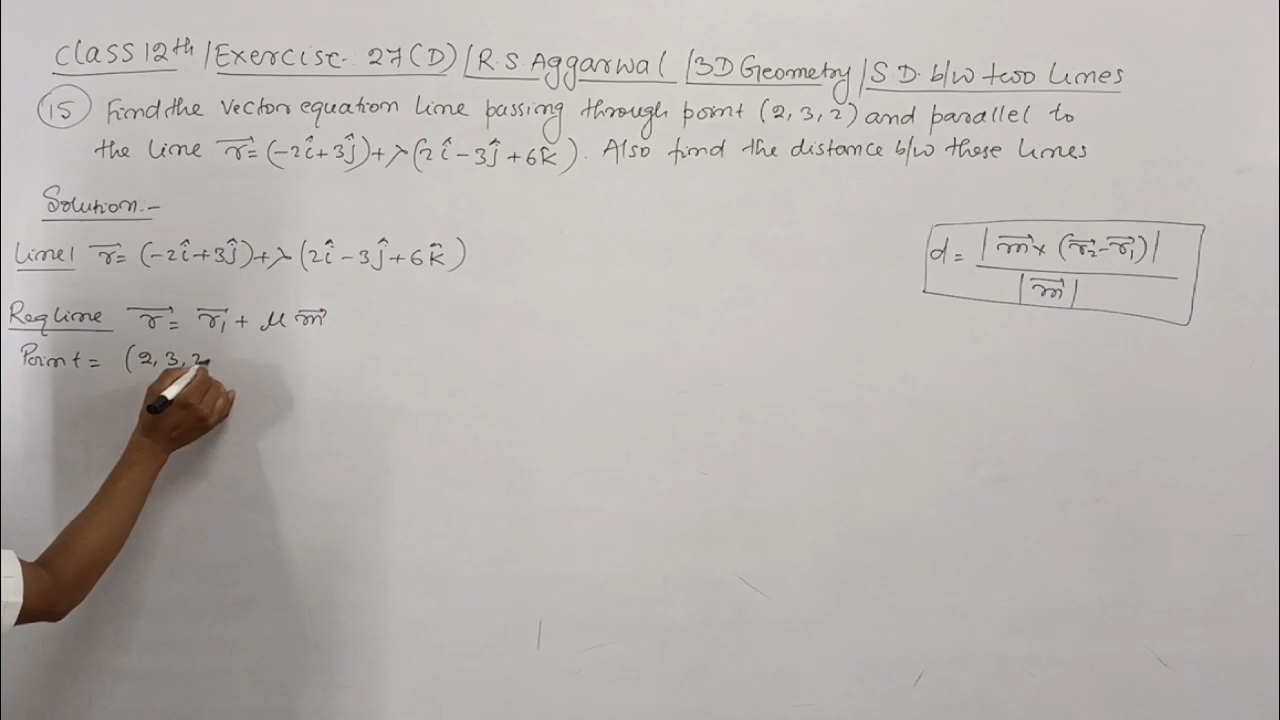 Class 12th / Exercise. 27(D) / R.S Aggarwal / 3D Geometry / S.D. b/w two lines
(15) Find the vector equation line passing through point (2, 3, 2) and parallel to
the line r⃗ = (-2î+3ĵ)+λ(2î-3ĵ+6k̂). Also find the distance b/w these lines
Solution:-
Line 1 r⃗ = (-2î+3ĵ)+λ(2î-3ĵ+6k̂)
d = |m⃗ × (r⃗₂-r⃗₁)| / |m⃗|
Req line r⃗ = r⃗₁ + μ m⃗
Point = (2, 3, 2